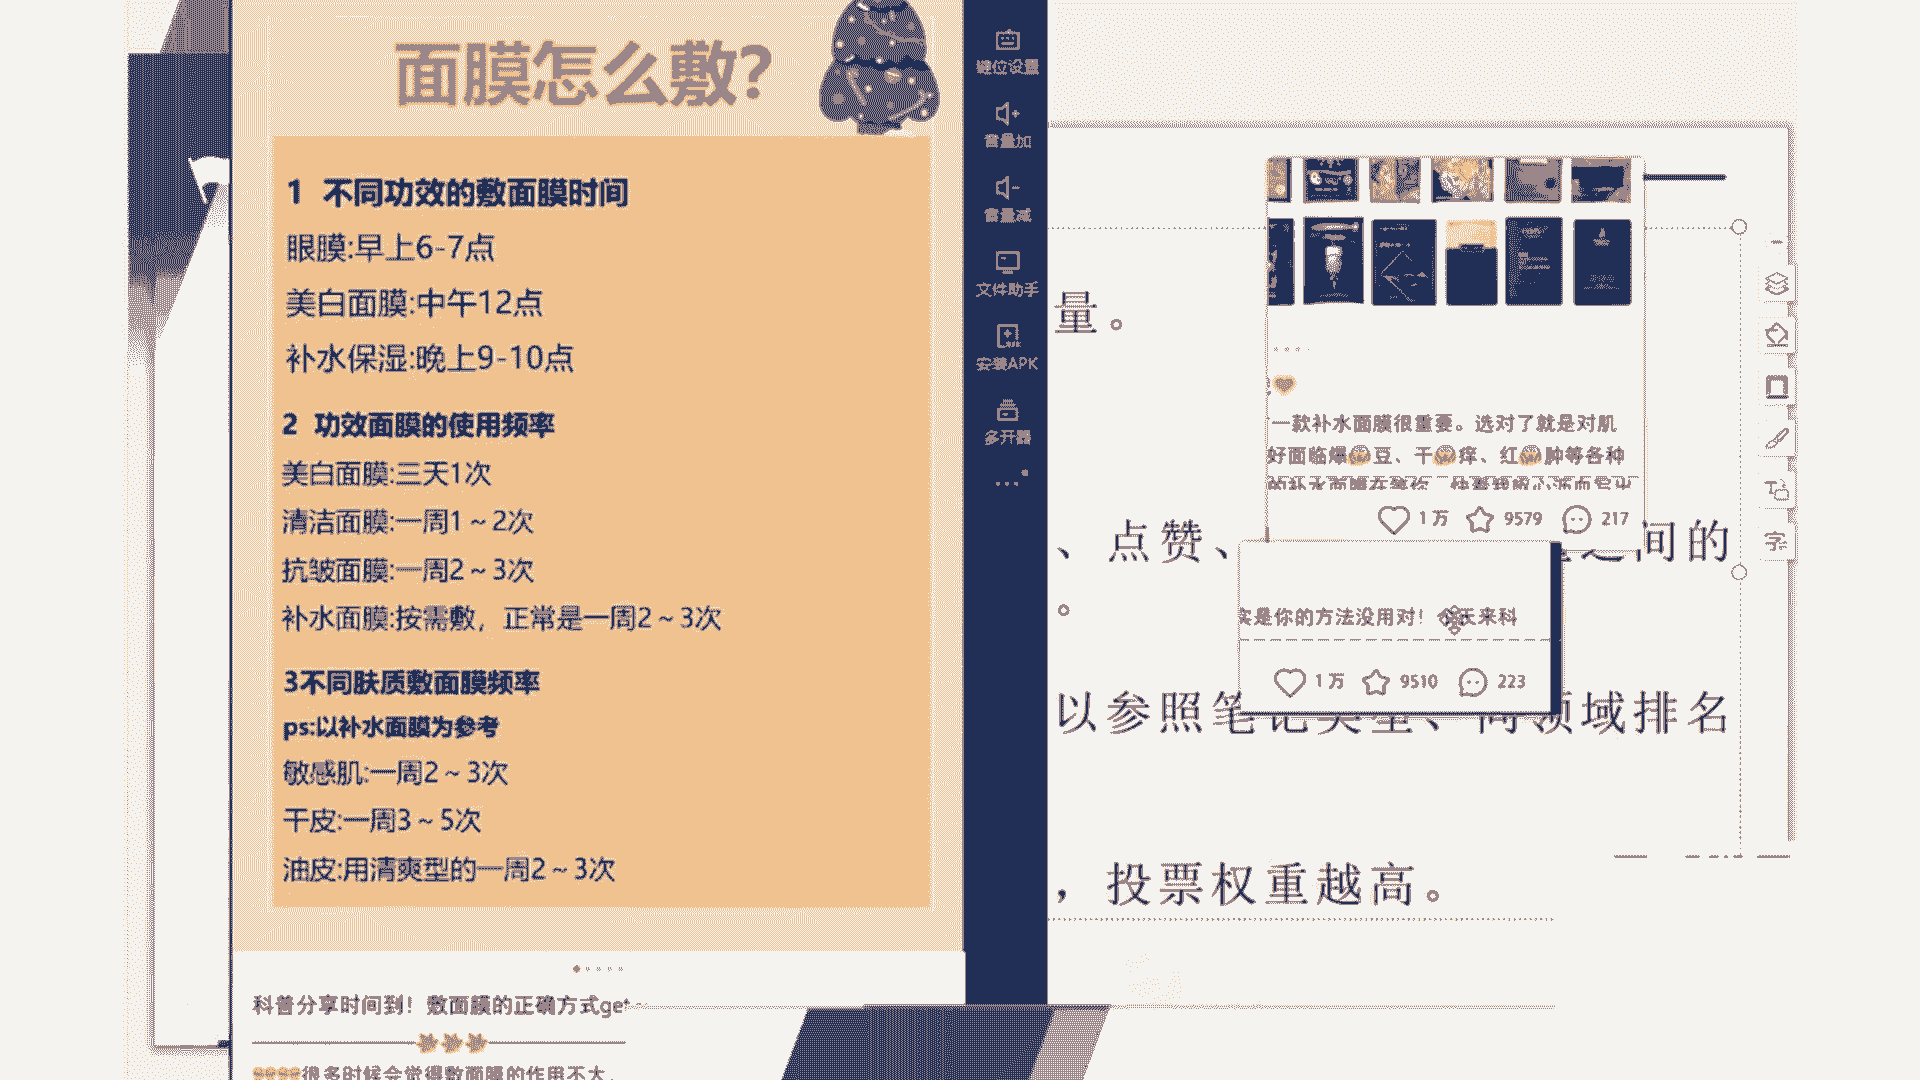 面膜怎么敷?
1 不同功效的敷面膜时间
眼膜:早上6-7点
美白面膜:中午12点
补水保湿:晚上9-10点
2 功效面膜的使用频率
美白面膜:三天1次
清洁面膜:一周1~2次
抗皱面膜:一周2~3次
补水面膜:按需敷，正常是一周2~3次
3不同肤质敷面膜频率
ps:以补水面膜为参考
敏感肌:一周2~3次
干皮:一周3~5次
油皮:用清爽型的一周2~3次
科普分享时间到！敷面膜的正确方式get~
很多时候会觉得敷面膜的作用不大，
键位设置
音量加
音量减
文件助手
安装APK
多开器
量。
一款补水面膜很重要。选对了就是对肌
好面临爆豆、干痒、红肿等各种
1万 9579 217
、点赞、
间的
。
实是你的方法没用对！今天来科
1万 9510 223
以参照笔记类型、同领域排名
，投票权重越高。
字